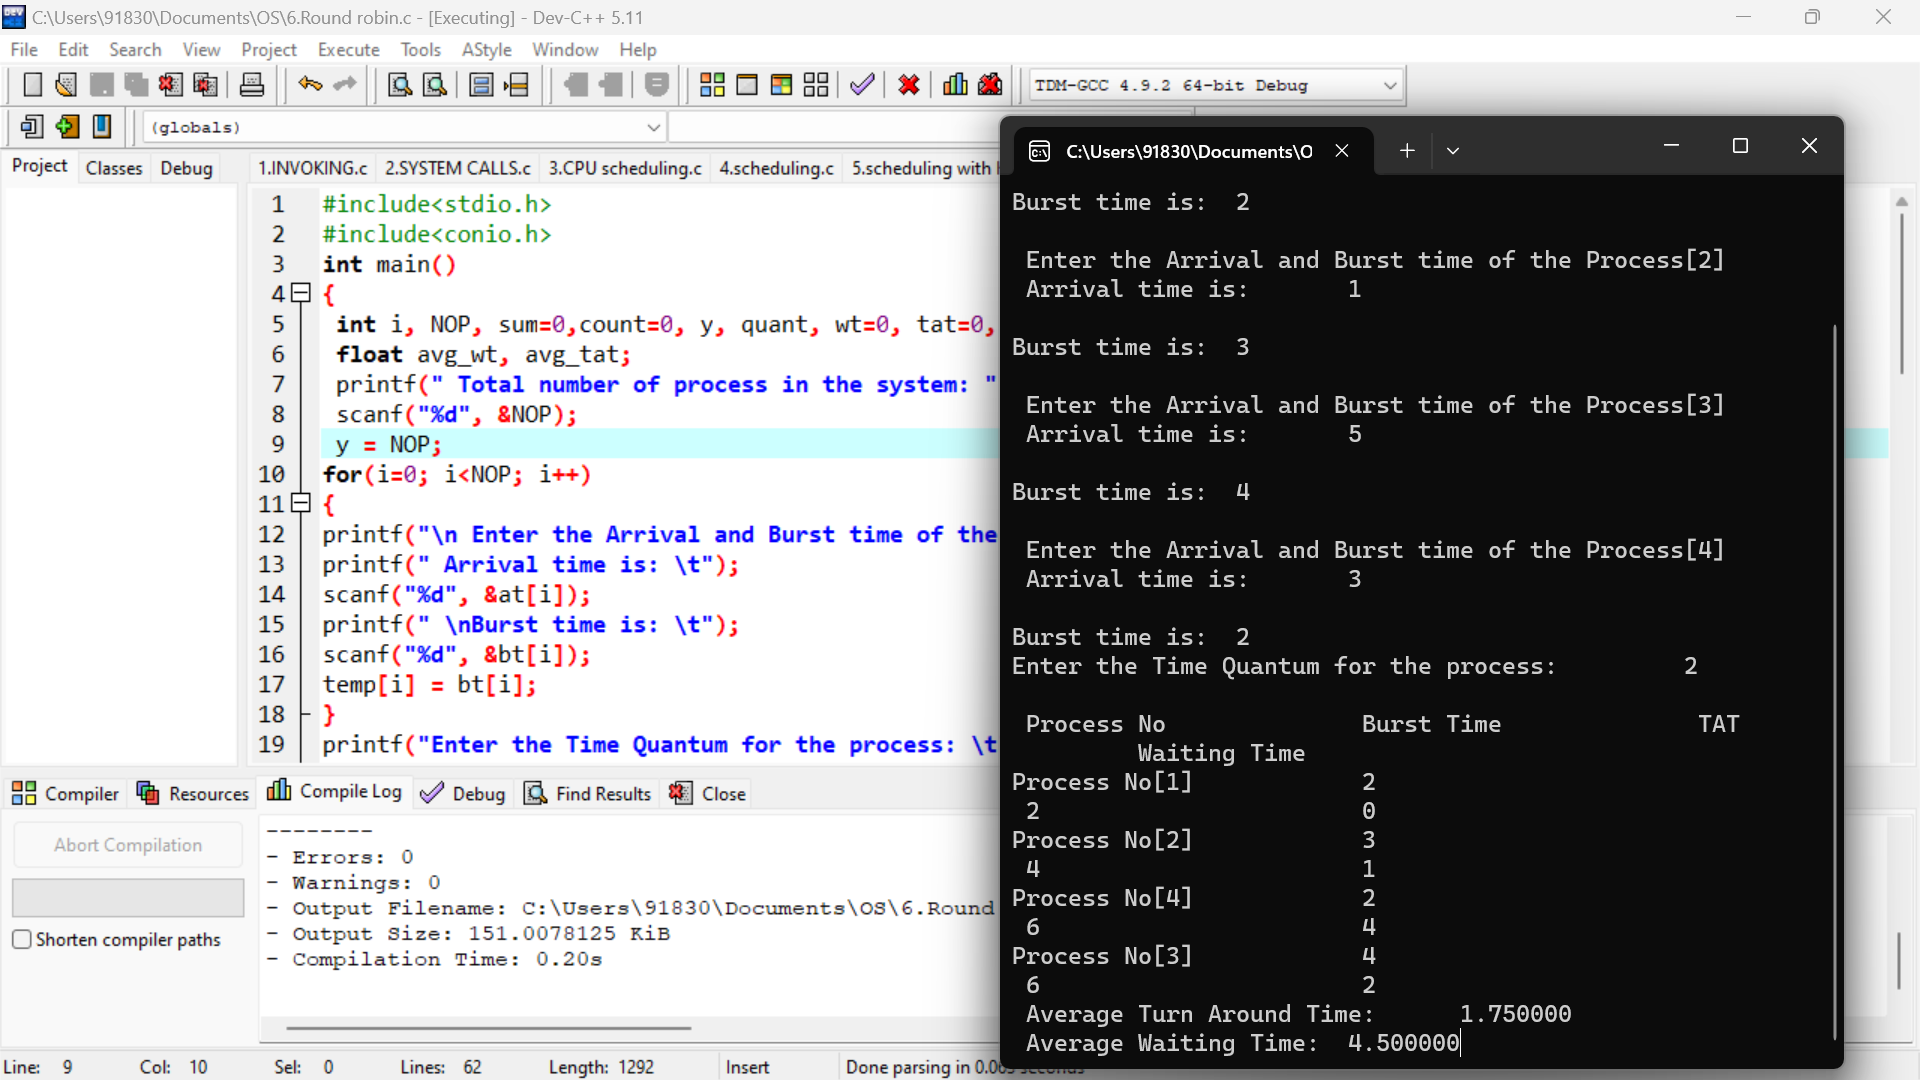 C:\Users\91830\Documents\OS\6.Round robin.c - [Executing] - Dev-C++ 5.11
File Edit Search View Project Execute Tools AStyle Window Help
TDM-GCC 4.9.2 64-bit Debug
(globals)
Project Classes Debug
1.INVOKING.c 2.SYSTEM CALLS.c 3.CPU scheduling.c 4.scheduling.c 5.scheduling with
1 #include<stdio.h>
2 #include<conio.h>
3 int main()
4 {
5 int i, NOP, sum=0,count=0, y, quant, wt=0, tat=0,
6 float avg_wt, avg_tat;
7 printf(" Total number of process in the system: "
8 scanf("%d", &NOP);
9 y = NOP;
10 for(i=0; i<NOP; i++)
11 {
12 printf("\n Enter the Arrival and Burst time of the
13 printf(" Arrival time is: \t");
14 scanf("%d", &at[i]);
15 printf(" \nBurst time is: \t");
16 scanf("%d", &bt[i]);
17 temp[i] = bt[i];
18 }
19 printf("Enter the Time Quantum for the process: \t
Compiler Resources Compile Log Debug Find Results Close
Abort Compilation
Shorten compiler paths
--------
- Errors: 0
- Warnings: 0
- Output Filename: C:\Users\91830\Documents\OS\6.Round
- Output Size: 151.0078125 KiB
- Compilation Time: 0.20s
Line: 9 Col: 10 Sel: 0 Lines: 62 Length: 1292 Insert Done parsing in
C:\Users\91830\Documents\O
Burst time is: 2
Enter the Arrival and Burst time of the Process[2]
Arrival time is: 1
Burst time is: 3
Enter the Arrival and Burst time of the Process[3]
Arrival time is: 5
Burst time is: 4
Enter the Arrival and Burst time of the Process[4]
Arrival time is: 3
Burst time is: 2
Enter the Time Quantum for the process: 2
Process No Burst Time TAT
Waiting Time
Process No[1] 2
2 0
Process No[2] 3
4 1
Process No[4] 2
6 4
Process No[3] 4
6 2
Average Turn Around Time: 1.750000
Average Waiting Time: 4.500000